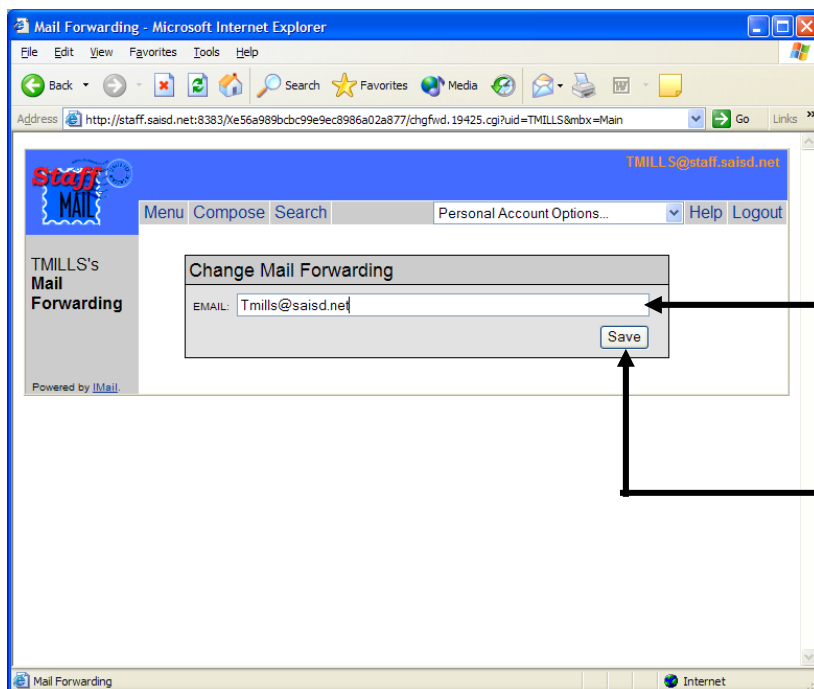 Mail Forwarding - Microsoft Internet Explorer
File Edit View Favorites Tools Help
Back Search Favorites Media
Address http://staff.saisd.net:8383/Xe56a989bcbc99e9ec8986a02a877/chgfwd.19425.cgi?uid=TMILLS&mbx=Main Go Links »
Staff MAIL
TMILLS@staff.saisd.net
Menu Compose Search Personal Account Options... Help Logout
TMILLS's
Mail
Forwarding
Change Mail Forwarding
EMAIL: Tmills@saisd.net
Save
Powered by IMail.
Mail Forwarding Internet